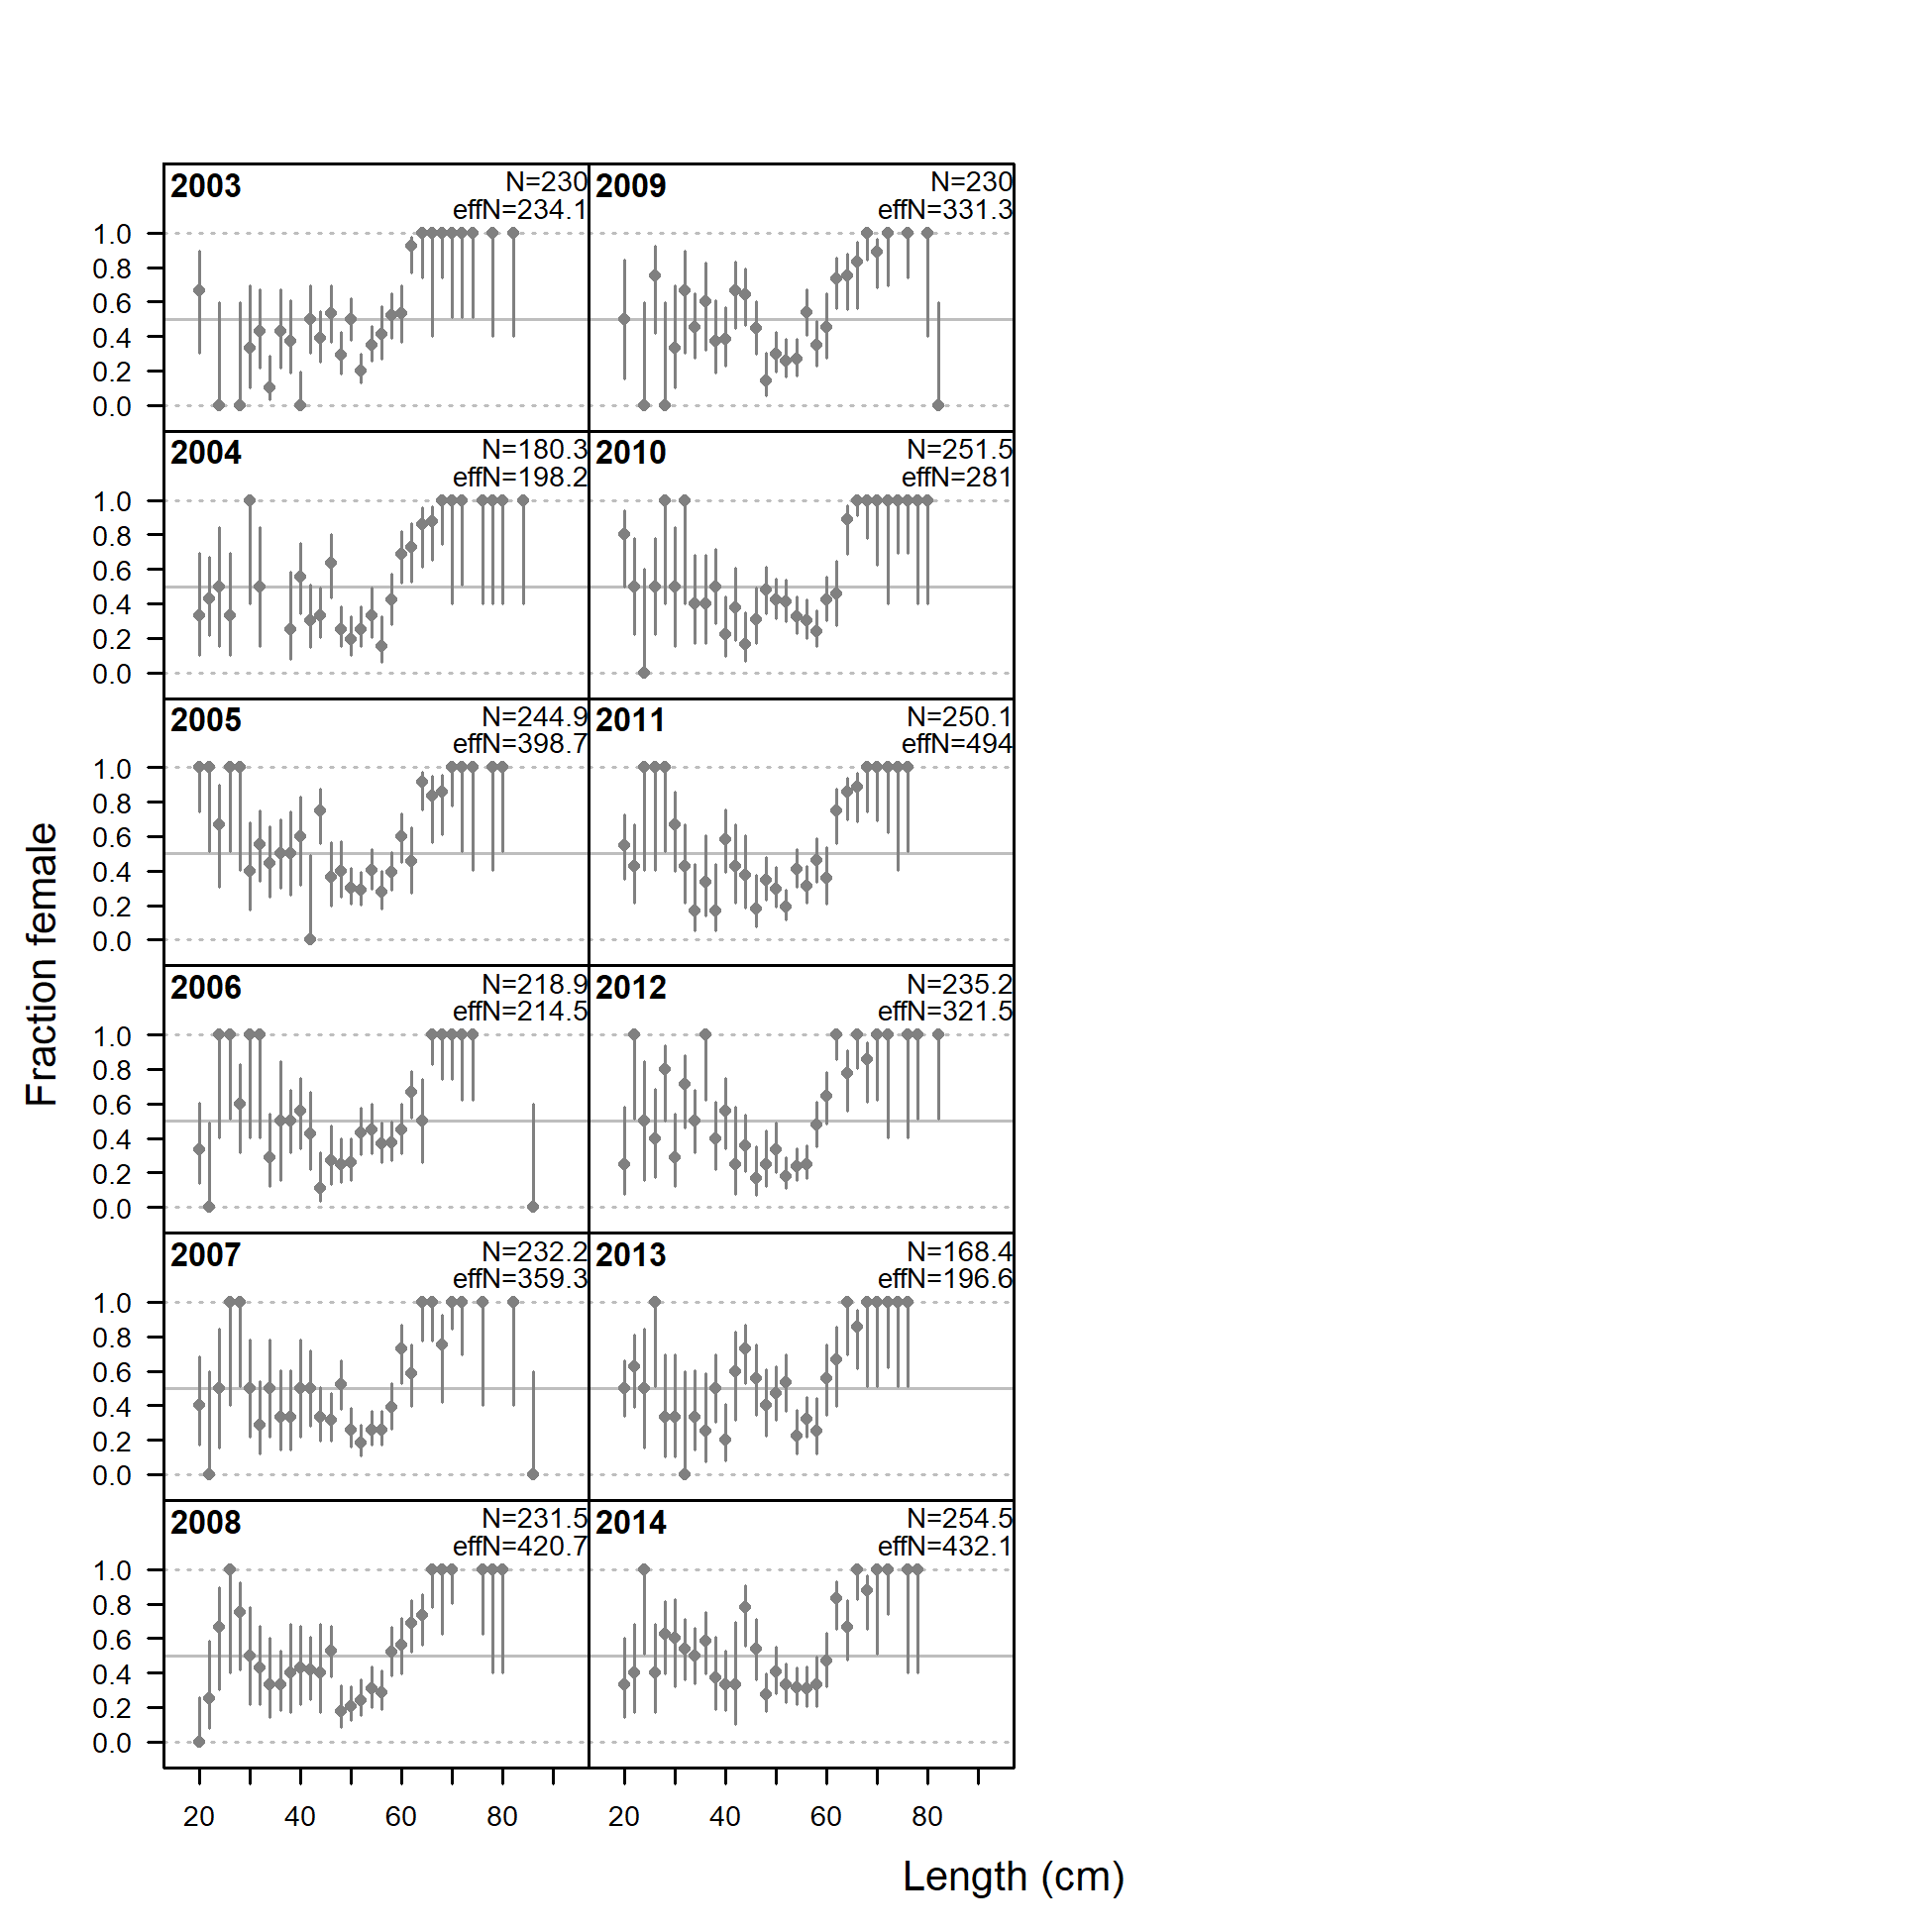 2003
N=230
effN=234.1
2009
N=230
effN=331.3
1.0
0.8
0.6
0.4
0.2
0.0
2004
N=180.3
effN=198.2
2010
N=251.5
effN=281
1.0
0.8
0.6
0.4
0.2
0.0
2005
N=244.9
effN=398.7
2011
N=250.1
effN=494
1.0
0.8
0.6
0.4
0.2
0.0
2006
N=218.9
effN=214.5
2012
N=235.2
effN=321.5
1.0
0.8
0.6
0.4
0.2
0.0
2007
N=232.2
effN=359.3
2013
N=168.4
effN=196.6
1.0
0.8
0.6
0.4
0.2
0.0
2008
N=231.5
effN=420.7
2014
N=254.5
effN=432.1
1.0
0.8
0.6
0.4
0.2
0.0
20 40 60 80 20 40 60 80
Length (cm)
Fraction female